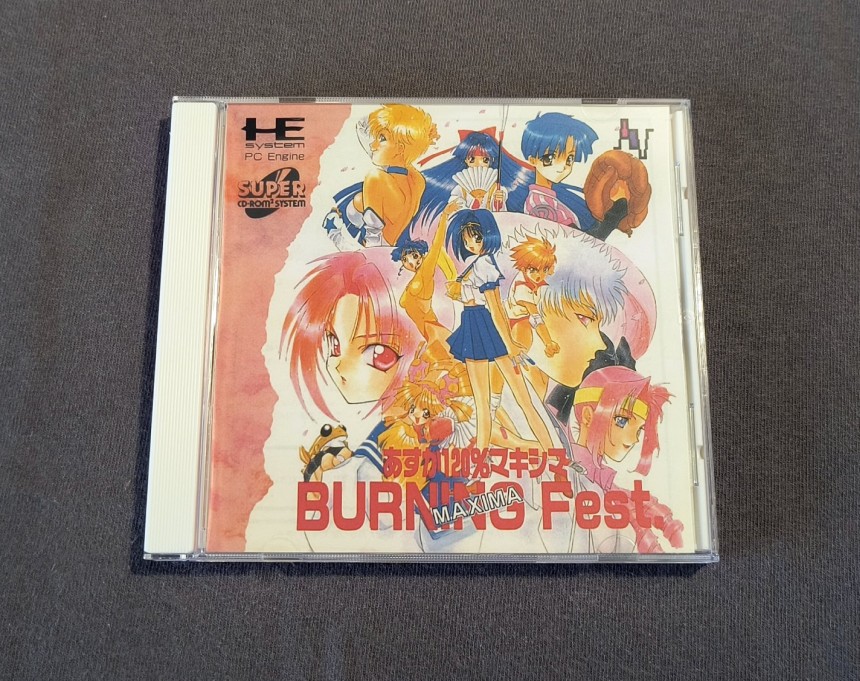 HE
system
PC Engine
SUPER
CD-ROM² SYSTEM
あすか120%マキシマ
BURNING Fest.
MAXIMA